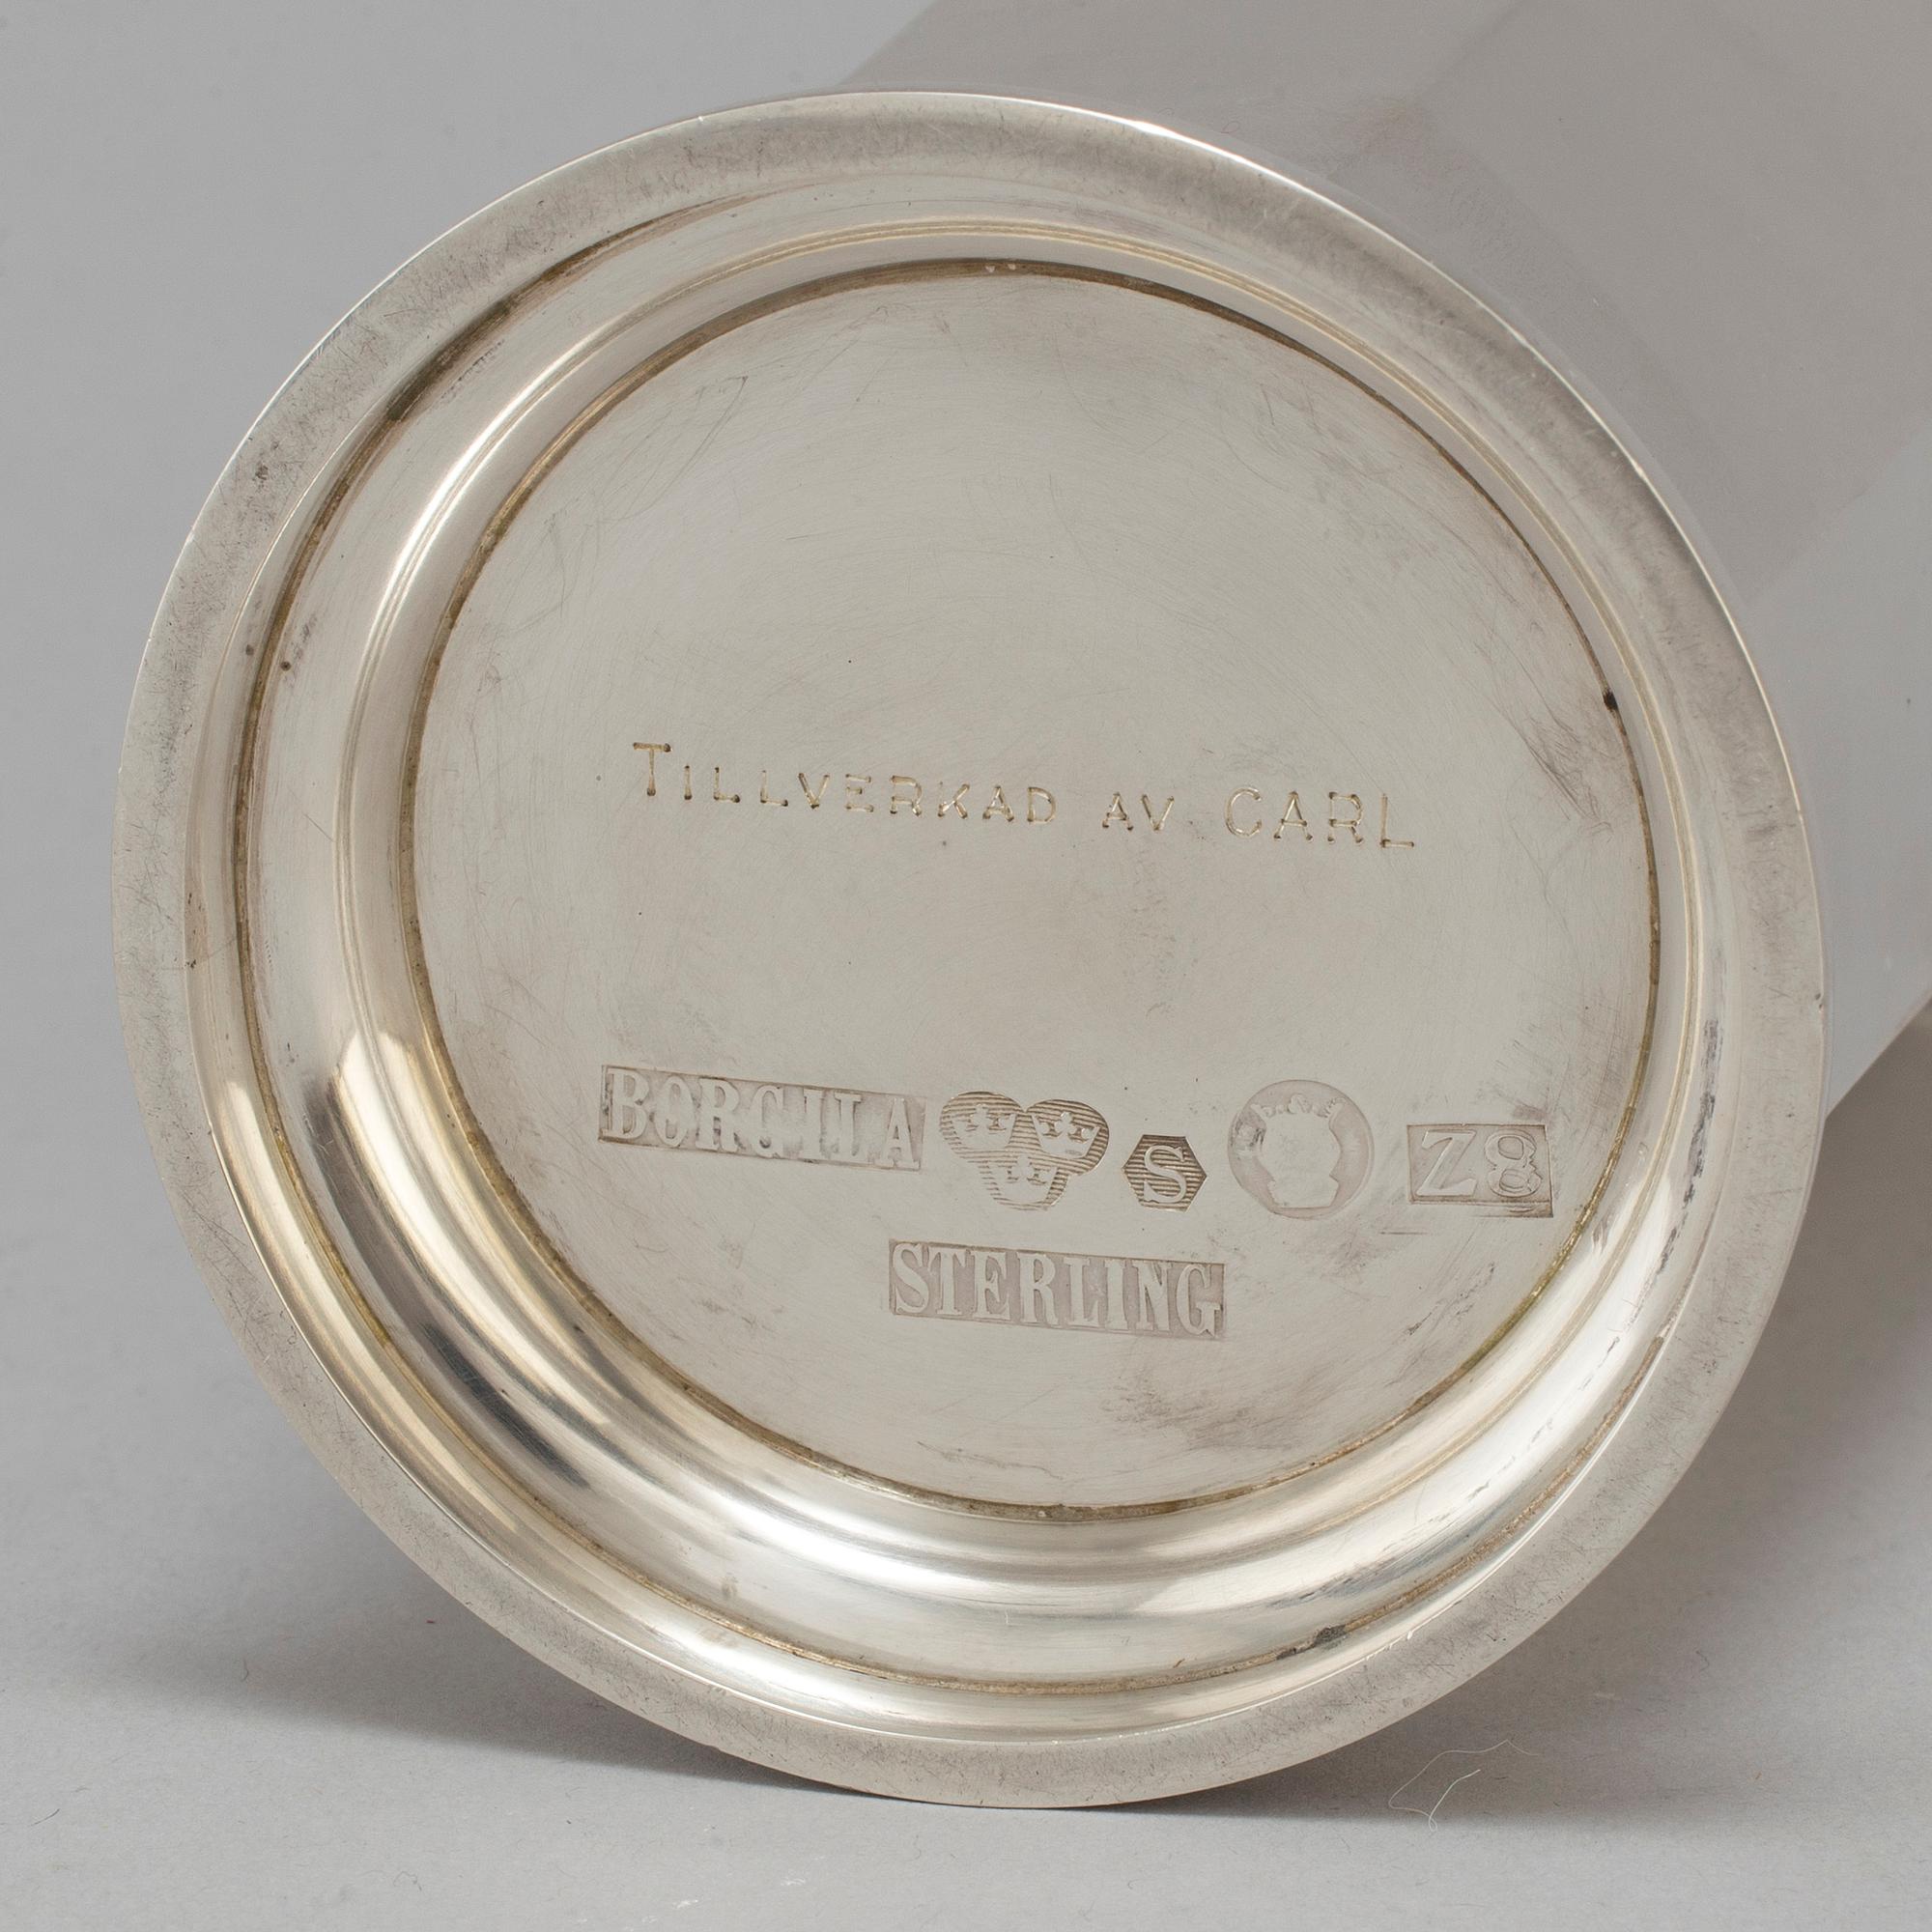 TILLVERKAD AV CARL
BORGILA S Z8
STERLING